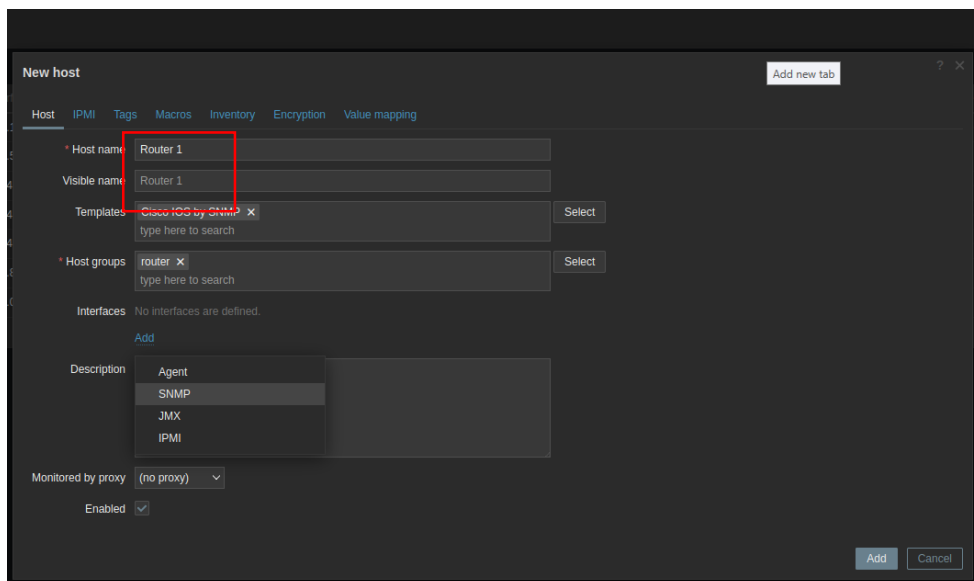 New host
Add new tab
? ×
Host IPMI Tags Macros Inventory Encryption Value mapping
* Host name Router 1
Visible name Router 1
Templates Cisco IOS by SNMP × Select
type here to search
* Host groups router × Select
type here to search
Interfaces No interfaces are defined.
Add
Description
Agent
SNMP
JMX
IPMI
Monitored by proxy (no proxy)
Enabled
Add Cancel